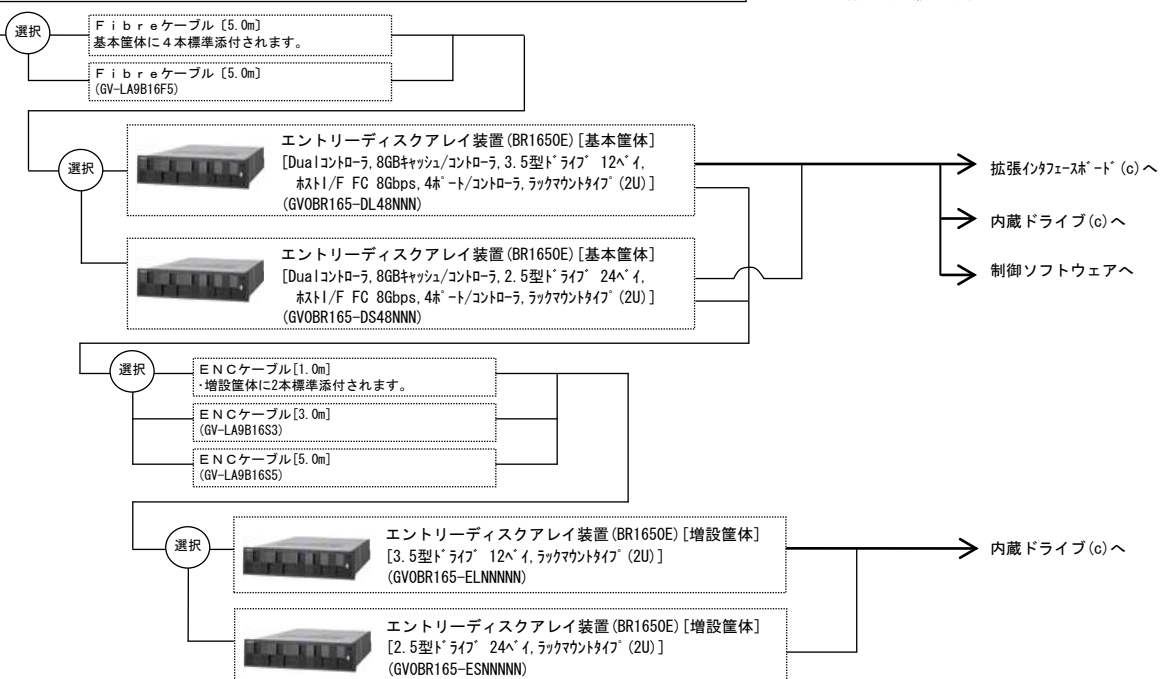 選択
Ｆｉｂｒｅケーブル〔5.0m〕
基本筐体に４本標準添付されます。
Ｆｉｂｒｅケーブル〔5.0m〕
(GV-LA9B16F5)
選択
エントリーディスクアレイ装置(BR1650E)[基本筐体]
[Dualコントローラ,8GBキャッシュ/コントローラ,3.5型ﾄﾞﾗｲﾌﾞ 12ﾍﾞｲ,
ﾎｽﾄI/F FC 8Gbps,4ﾎﾟｰﾄ/ｺﾝﾄﾛｰﾗ,ﾗｯｸﾏｳﾝﾄﾀｲﾌﾟ(2U)]
(GVOBR165-DL48NNN)
拡張ｲﾝﾀﾌｪｰｽﾎﾞｰﾄﾞ(c)へ
内蔵ドライブ(c)へ
制御ソフトウェアへ
エントリーディスクアレイ装置(BR1650E)[基本筐体]
[Dualコントローラ,8GBキャッシュ/コントローラ,2.5型ﾄﾞﾗｲﾌﾞ 24ﾍﾞｲ,
ﾎｽﾄI/F FC 8Gbps,4ﾎﾟｰﾄ/ｺﾝﾄﾛｰﾗ,ﾗｯｸﾏｳﾝﾄﾀｲﾌﾟ(2U)]
(GVOBR165-DS48NNN)
選択
ＥＮＣケーブル[1.0m]
・増設筐体に2本標準添付されます。
ＥＮＣケーブル[3.0m]
(GV-LA9B16S3)
ＥＮＣケーブル[5.0m]
(GV-LA9B16S5)
選択
エントリーディスクアレイ装置(BR1650E)[増設筐体]
[3.5型ﾄﾞﾗｲﾌﾞ 12ﾍﾞｲ,ﾗｯｸﾏｳﾝﾄﾀｲﾌﾟ(2U)]
(GVOBR165-ELNNNNN)
内蔵ドライブ(c)へ
エントリーディスクアレイ装置(BR1650E)[増設筐体]
[2.5型ﾄﾞﾗｲﾌﾞ 24ﾍﾞｲ,ﾗｯｸﾏｳﾝﾄﾀｲﾌﾟ(2U)]
(GVOBR165-ESNNNNN)